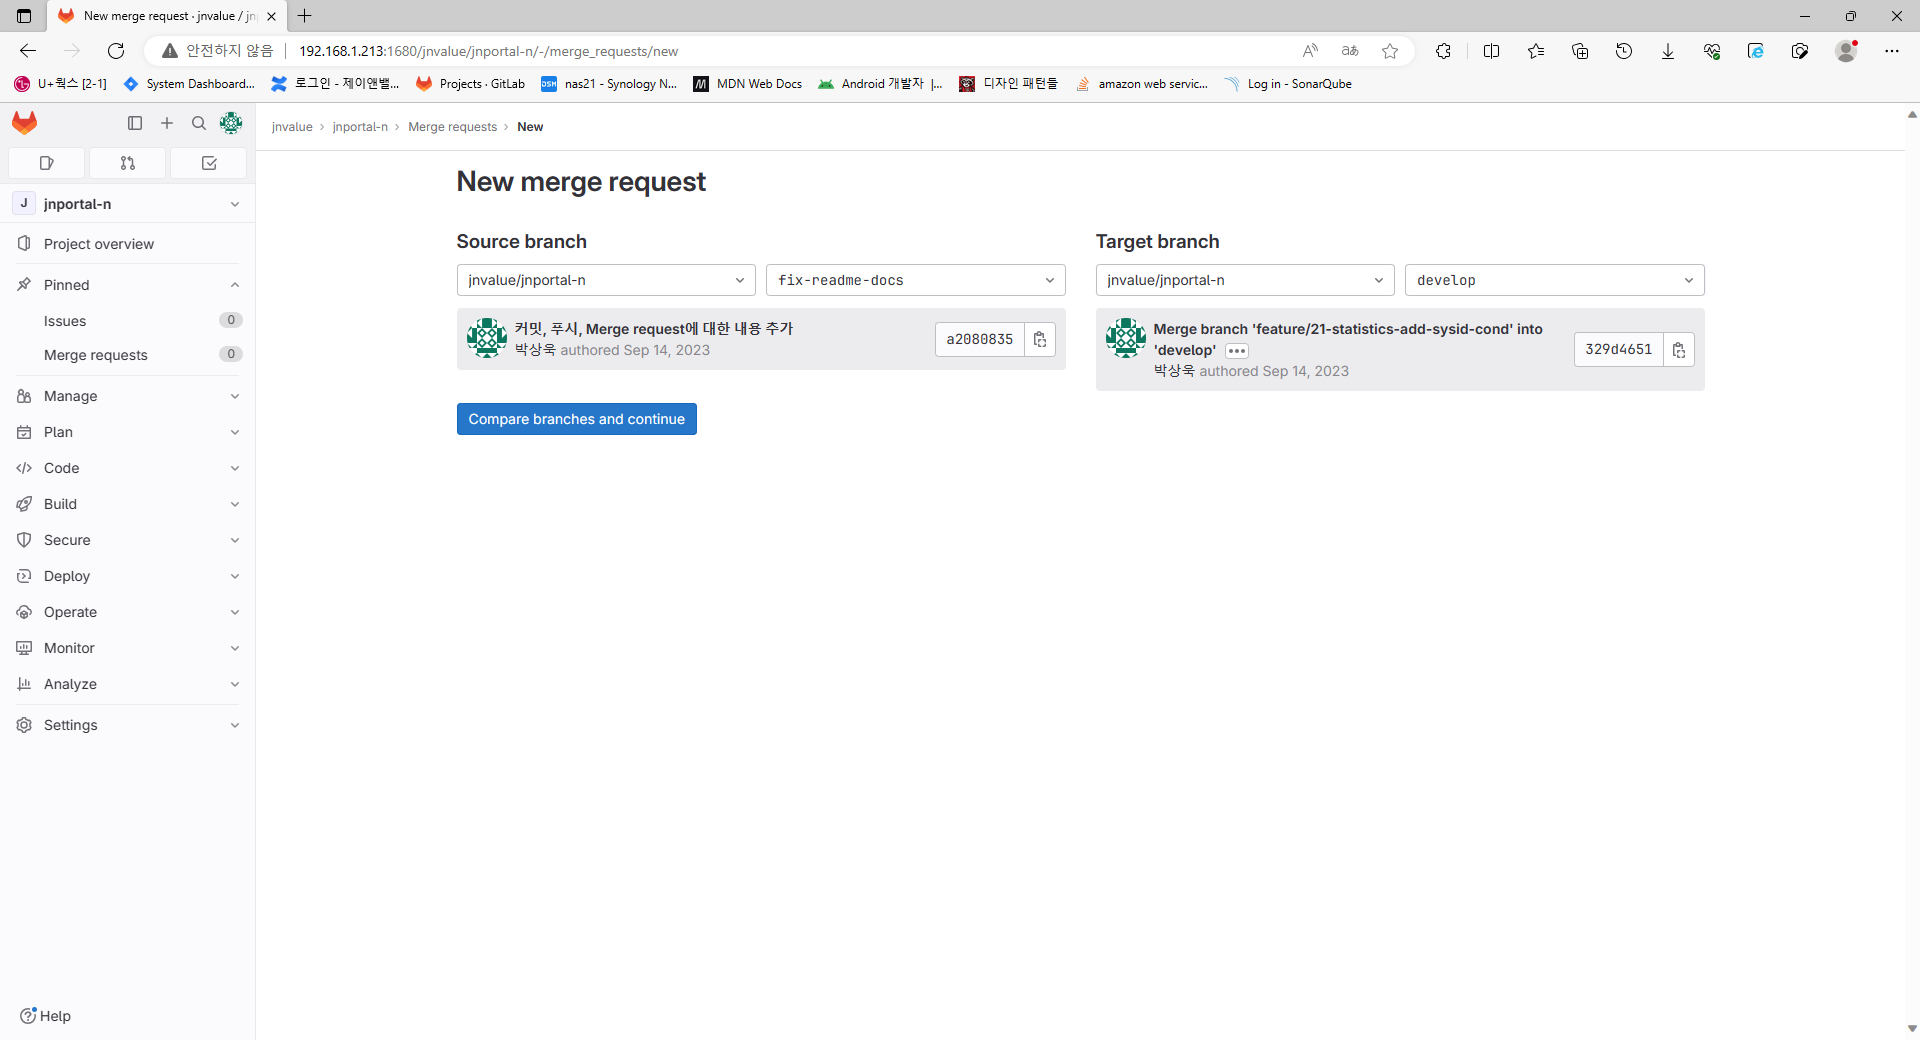 New merge request · jnvalue / jn
안전하지 않음
192.168.1.213:1680/jnvalue/jnportal-n/-/merge_requests/new
U+웍스 [2-1]
System Dashboard...
로그인 - 제이앤밸...
Projects · GitLab
DSM
nas21 - Synology N...
MDN Web Docs
Android 개발자 |...
디자인 패턴들
amazon web servic...
Log in - SonarQube
jnvalue › jnportal-n › Merge requests › New
J
jnportal-n
Project overview
Pinned
Issues 0
Merge requests 0
Manage
Plan
Code
Build
Secure
Deploy
Operate
Monitor
Analyze
Settings
Help
New merge request
Source branch
jnvalue/jnportal-n
fix-readme-docs
커밋, 푸시, Merge request에 대한 내용 추가
박상욱 authored Sep 14, 2023
a2080835
Compare branches and continue
Target branch
jnvalue/jnportal-n
develop
Merge branch 'feature/21-statistics-add-sysid-cond' into
'develop' •••
박상욱 authored Sep 14, 2023
329d4651